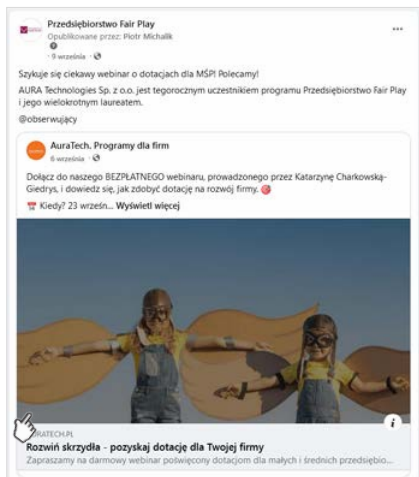 Przedsiębiorstwo Fair Play
Opublikowane przez: Piotr Michalik
· 9 września ·
Szykuje się ciekawy webinar o dotacjach dla MŚP! Polecamy!
AURA Technologies Sp. z o.o. jest tegorocznym uczestnikiem programu Przedsiębiorstwo Fair Play
i jego wielokrotnym laureatem.
@obserwujący
AuraTech. Programy dla firm
6 września ·
Dołącz do naszego BEZPŁATNEGO webinaru, prowadzonego przez Katarzynę Charkowską-
Giedrys, i dowiedz się, jak zdobyć dotację na rozwój firmy. 🎯
📅 Kiedy? 23 wrześn... Wyświetl więcej
RATECH.PL
Rozwiń skrzydła - pozyskaj dotację dla Twojej firmy
Zapraszamy na darmowy webinar poświęcony dotacjom dla małych i średnich przedsiębio...